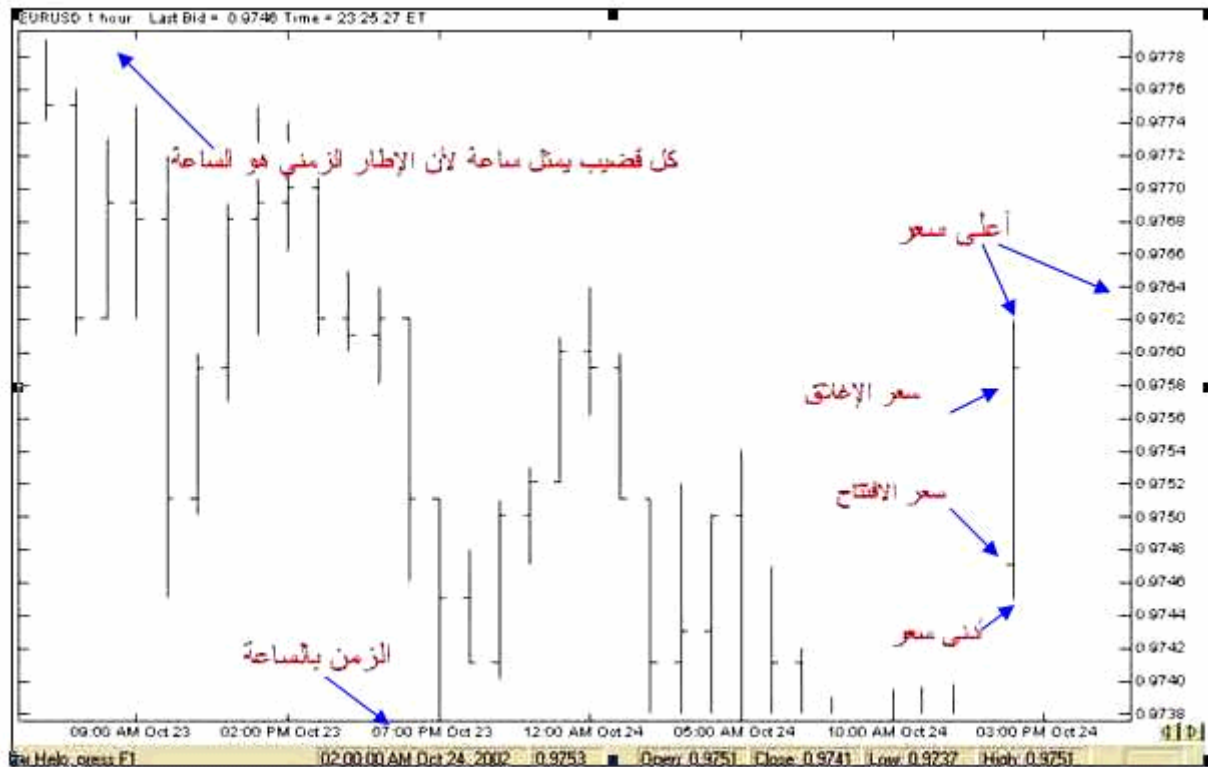 EURUSD 1 hour Last Bid = 0.9746 Time = 23:25:27 ET
0.9778
0.9776
0.9774
كل قضيب يمثل ساعة لأن الإطار الزمني هو الساعة
0.9772
0.9770
أعلى سعر
0.9768
0.9766
0.9764
0.9762
0.9760
سعر الإغلاق
0.9758
0.9756
0.9754
سعر الافتتاح
0.9752
0.9750
0.9748
0.9746
0.9744
أدنى سعر
الزمن بالساعة
0.9742
0.9740
0.9738
09:00 AM Oct 23 02:00 PM Oct 23 07:00 PM Oct 23 12:00 AM Oct 24 05:00 AM Oct 24 10:00 AM Oct 24 03:00 PM Oct 24
Help, press F1 02:00:00 AM Oct 24, 2002 0.9753 Open: 0.9751 Close: 0.9741 Low: 0.9737 High: 0.9751